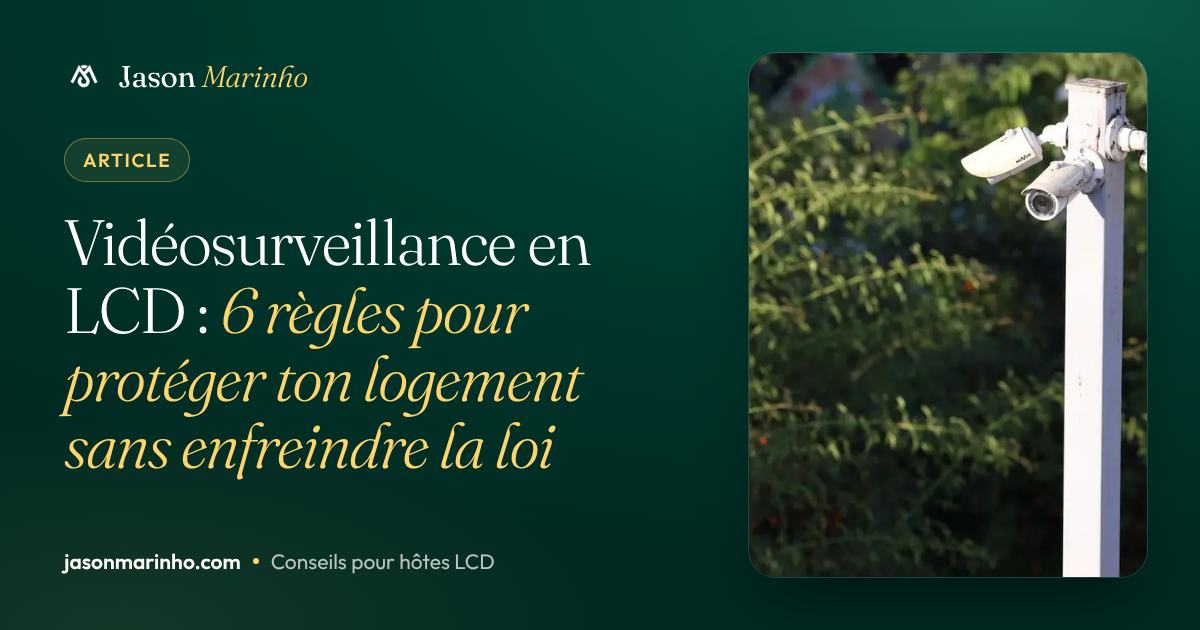 Jason Marinho
ARTICLE
Vidéosurveillance en
LCD : 6 règles pour
protéger ton logement
sans enfreindre la loi
jasonmarinho.com • Conseils pour hôtes LCD